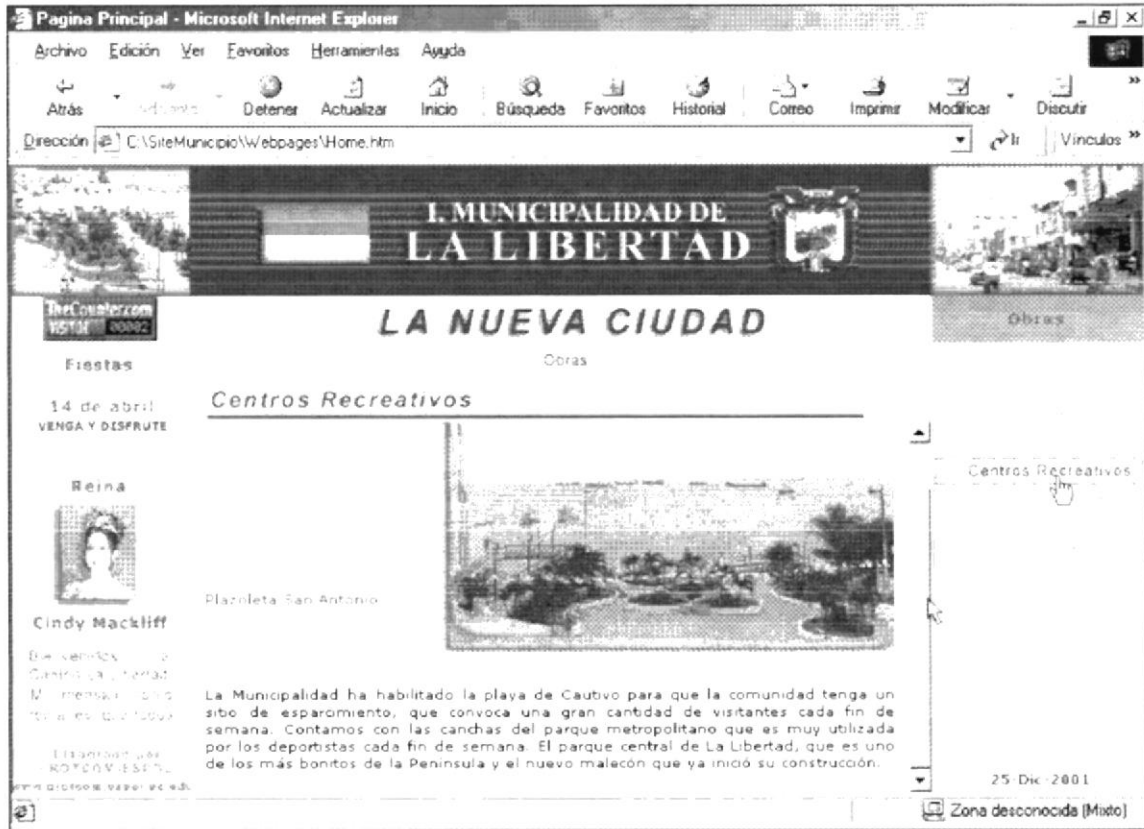 Pagina Principal - Microsoft Internet Explorer
Archivo Edición Ver Favoritos Herramientas Ayuda
Atrás Detener Actualizar Inicio Búsqueda Favoritos Historial Correo Imprimir Modificar Discutir
Dirección C:\SiteMunicipio\Webpages\Home.htm Ir Vínculos
I. MUNICIPALIDAD DE
LA LIBERTAD
TheCounter.com
VISITOR 00002
LA NUEVA CIUDAD
Obras
Fiestas
Obras
14 de abril
VENGA Y DISFRUTE
Centros Recreativos
Centros Recreativos
Reina
Plazoleta San Antonio
Cindy Mackliff
La Municipalidad ha habilitado la playa de Cautivo para que la comunidad tenga un
sitio de esparcimiento, que convoca una gran cantidad de visitantes cada fin de
semana. Contamos con las canchas del parque metropolitano que es muy utilizada
por los deportistas cada fin de semana. El parque central de La Libertad, que es uno
de los más bonitos de la Peninsula y el nuevo malecón que ya inició su construcción.
25-Dic-2001
Zona desconocida (Mixto)